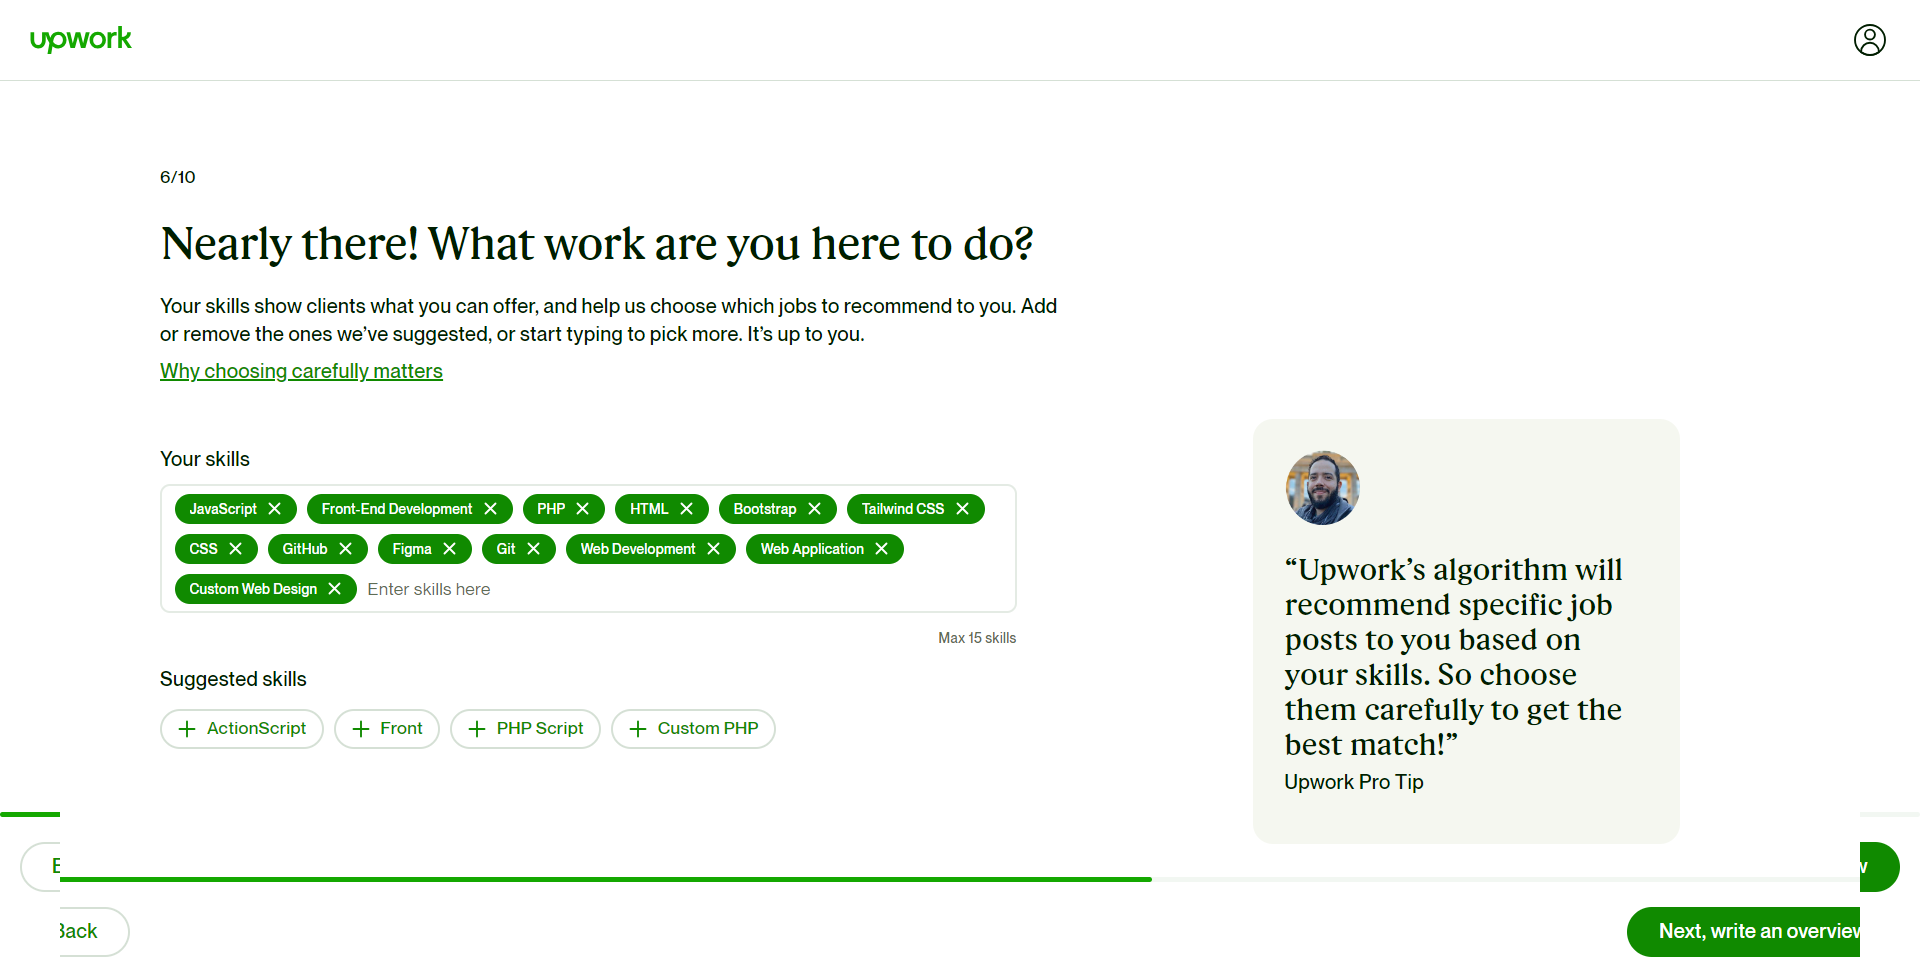 upwork
6/10
Nearly there! What work are you here to do?
Your skills show clients what you can offer, and help us choose which jobs to recommend to you. Add
or remove the ones we’ve suggested, or start typing to pick more. It’s up to you.
Why choosing carefully matters
Your skills
JavaScript Front-End Development PHP HTML Bootstrap Tailwind CSS
CSS GitHub Figma Git Web Development Web Application
Custom Web Design Enter skills here
Max 15 skills
Suggested skills
ActionScript Front PHP Script Custom PHP
“Upwork’s algorithm will
recommend specific job
posts to you based on
your skills. So choose
them carefully to get the
best match!”
Upwork Pro Tip
Back
Next, write an overview